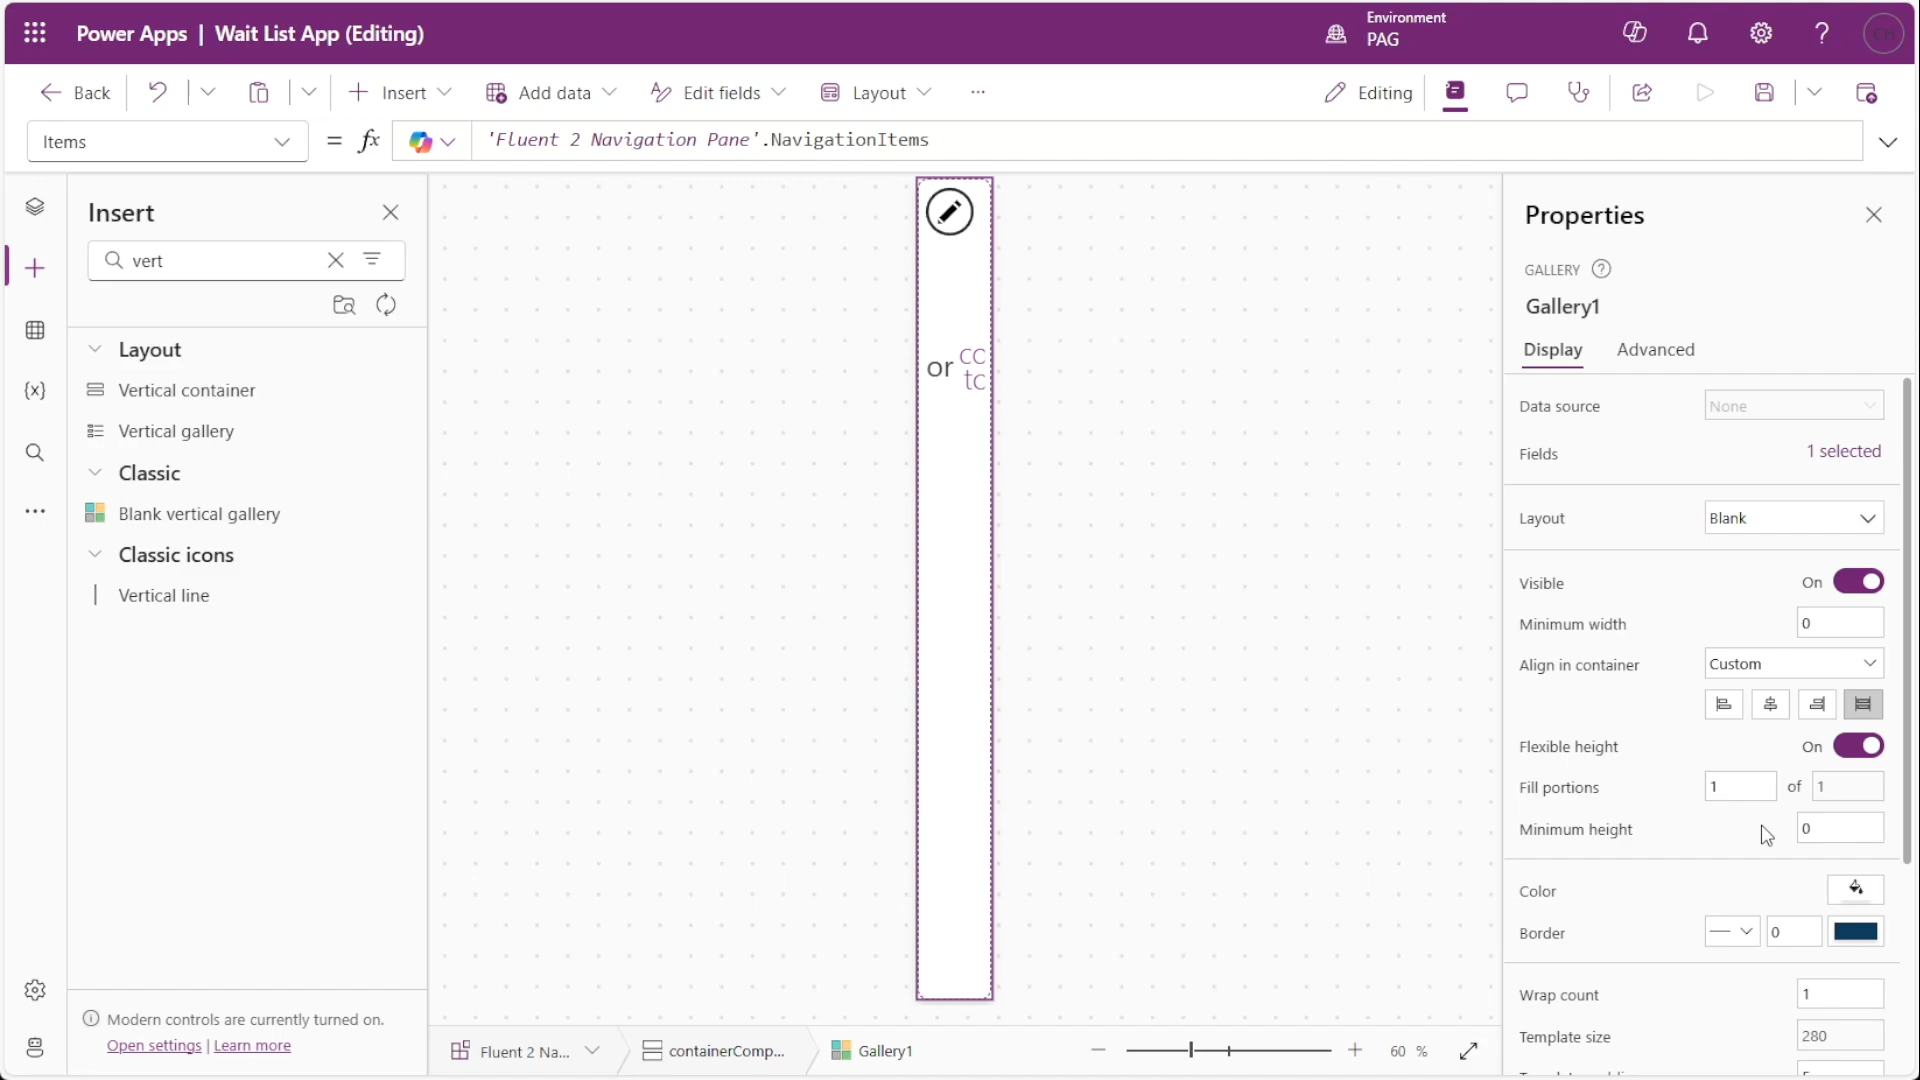 Power Apps | Wait List App (Editing)
Environment
PAG
Back
Insert
Add data
Edit fields
Layout
...
Editing
Items
= fx
'Fluent 2 Navigation Pane'.NavigationItems
Insert
vert
Layout
Vertical container
Vertical gallery
Classic
Blank vertical gallery
Classic icons
Vertical line
Modern controls are currently turned on.
Open settings | Learn more
or cc
tc
Fluent 2 Na...
containerComp...
Gallery1
60 %
Properties
GALLERY
Gallery1
Display Advanced
Data source None
Fields 1 selected
Layout Blank
Visible On
Minimum width 0
Align in container Custom
Flexible height On
Fill portions 1 of 1
Minimum height 0
Color
Border 0
Wrap count 1
Template size 280